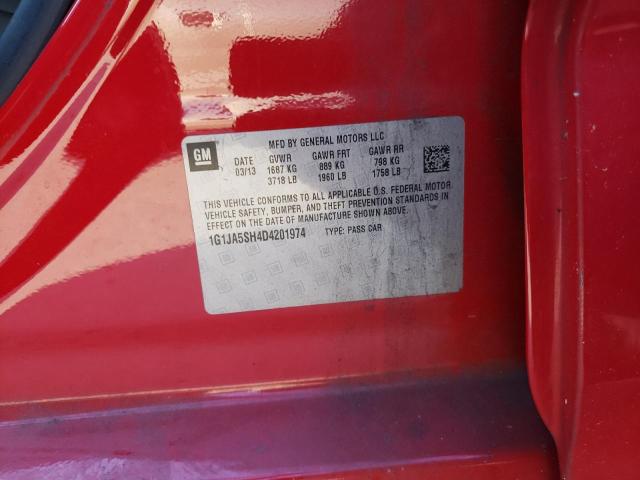 GM
MFD BY GENERAL MOTORS LLC
DATE GVWR GAWR FRT GAWR RR
03/13 1687 KG 889 KG 798 KG
3718 LB 1960 LB 1758 LB
THIS VEHICLE CONFORMS TO ALL APPLICABLE U.S. FEDERAL MOTOR
VEHICLE SAFETY, BUMPER, AND THEFT PREVENTION STANDARDS IN
EFFECT ON THE DATE OF MANUFACTURE SHOWN ABOVE.
1G1JA5SH4D4201974 TYPE: PASS CAR